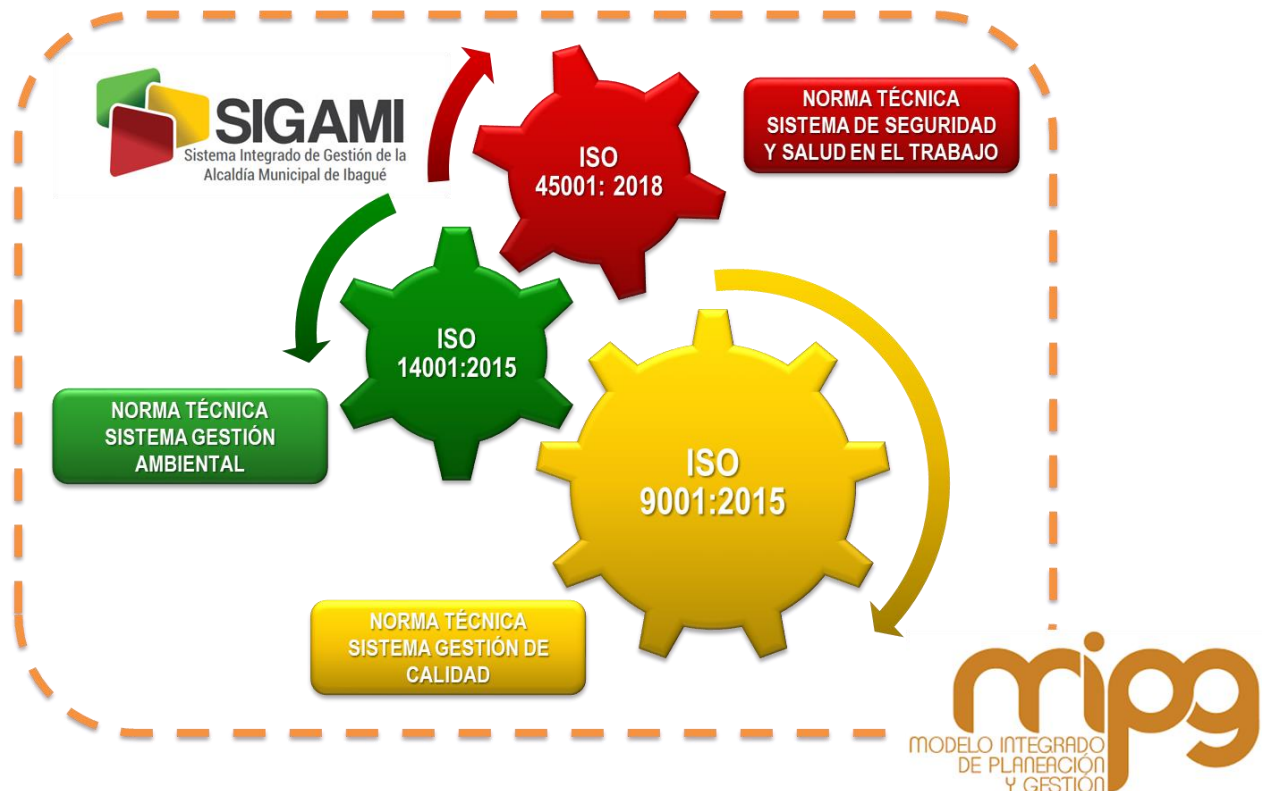 SIGAMI
Sistema Integrado de Gestión de la
Alcaldía Municipal de Ibagué
ISO
45001: 2018
NORMA TÉCNICA
SISTEMA DE SEGURIDAD
Y SALUD EN EL TRABAJO
ISO
14001:2015
NORMA TÉCNICA
SISTEMA GESTIÓN
AMBIENTAL
ISO
9001:2015
NORMA TÉCNICA
SISTEMA GESTIÓN DE
CALIDAD
mipg
MODELO INTEGRADO
DE PLANEACIÓN
Y GESTIÓN